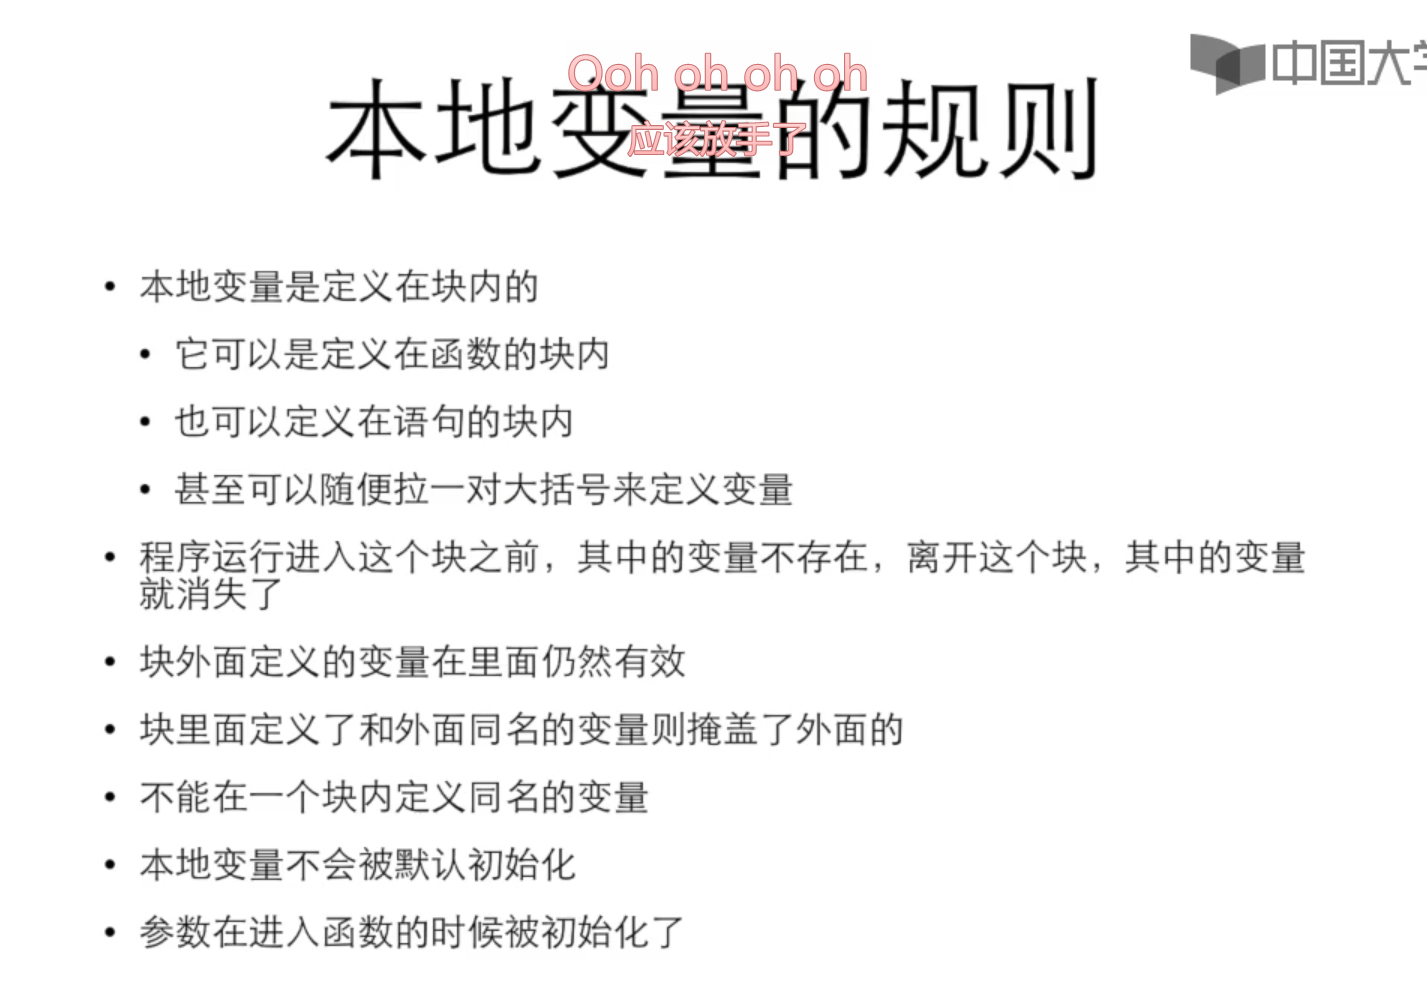 中国大学
Ooh oh oh oh
本地变量的规则
应该放手了
• 本地变量是定义在块内的
• 它可以是定义在函数的块内
• 也可以定义在语句的块内
• 甚至可以随便拉一对大括号来定义变量
• 程序运行进入这个块之前，其中的变量不存在，离开这个块，其中的变量
就消失了
• 块外面定义的变量在里面仍然有效
• 块里面定义了和外面同名的变量则掩盖了外面的
• 不能在一个块内定义同名的变量
• 本地变量不会被默认初始化
• 参数在进入函数的时候被初始化了